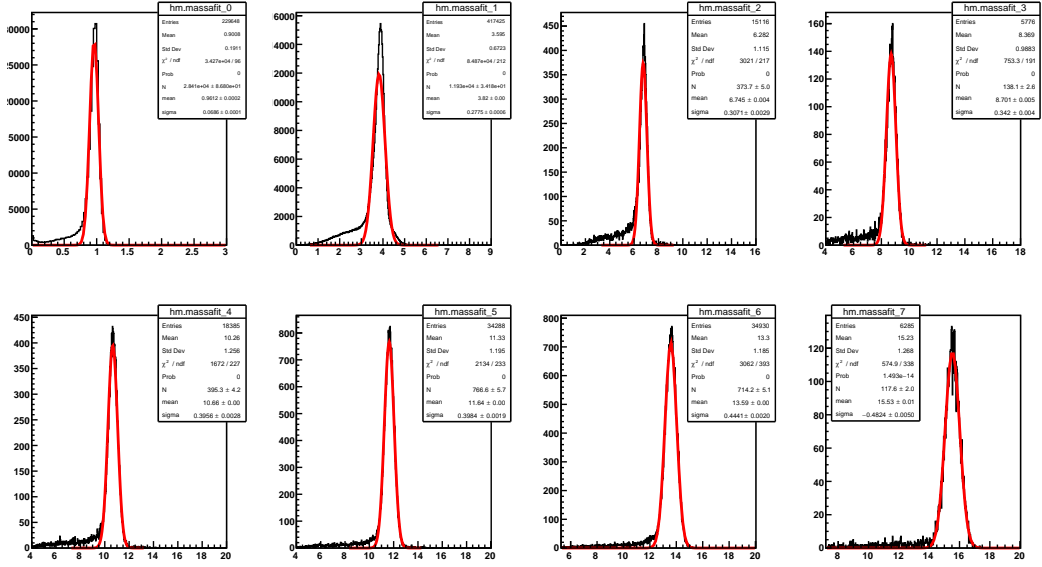 hm.massafit_0
Entries 229648
Mean 0.9008
Std Dev 0.1911
χ² / ndf 3.427e+04 / 96
Prob 0
N 2.841e+04 ± 8.680e+01
mean 0.9612 ± 0.0002
sigma 0.0686 ± 0.0001
30000
25000
20000
15000
10000
5000
0
0 0.5 1 1.5 2 2.5 3
hm.massafit_1
Entries 417425
Mean 3.595
Std Dev 0.6723
χ² / ndf 8.487e+04 / 212
Prob 0
N 1.193e+04 ± 3.418e+01
mean 3.82 ± 0.00
sigma 0.2775 ± 0.0006
16000
14000
12000
10000
8000
6000
4000
2000
0
0 1 2 3 4 5 6 7 8 9
hm.massafit_2
Entries 15116
Mean 6.282
Std Dev 1.115
χ² / ndf 3021 / 217
Prob 0
N 373.7 ± 5.0
mean 6.745 ± 0.004
sigma 0.3071 ± 0.0029
450
400
350
300
250
200
150
100
50
0
0 2 4 6 8 10 12 14 16
hm.massafit_3
Entries 5776
Mean 8.369
Std Dev 0.9883
χ² / ndf 753.3 / 191
Prob 0
N 138.1 ± 2.6
mean 8.701 ± 0.005
sigma 0.342 ± 0.004
160
140
120
100
80
60
40
20
0
4 6 8 10 12 14 16 18
hm.massafit_4
Entries 18385
Mean 10.26
Std Dev 1.256
χ² / ndf 1672 / 227
Prob 0
N 395.3 ± 4.2
mean 10.66 ± 0.00
sigma 0.3956 ± 0.0028
450
400
350
300
250
200
150
100
50
0
4 6 8 10 12 14 16 18 20
hm.massafit_5
Entries 34288
Mean 11.33
Std Dev 1.195
χ² / ndf 2134 / 233
Prob 0
N 766.6 ± 5.7
mean 11.64 ± 0.00
sigma 0.3984 ± 0.0019
800
700
600
500
400
300
200
100
0
4 6 8 10 12 14 16 18 20
hm.massafit_6
Entries 34930
Mean 13.3
Std Dev 1.185
χ² / ndf 3062 / 393
Prob 0
N 714.2 ± 5.1
mean 13.59 ± 0.00
sigma 0.4441 ± 0.0020
800
700
600
500
400
300
200
100
0
6 8 10 12 14 16 18 20
hm.massafit_7
Entries 6285
Mean 15.23
Std Dev 1.268
χ² / ndf 574.9 / 338
Prob 1.493e−14
N 117.6 ± 2.0
mean 15.53 ± 0.01
sigma −0.4824 ± 0.0050
140
120
100
80
60
40
20
0
8 10 12 14 16 18 20